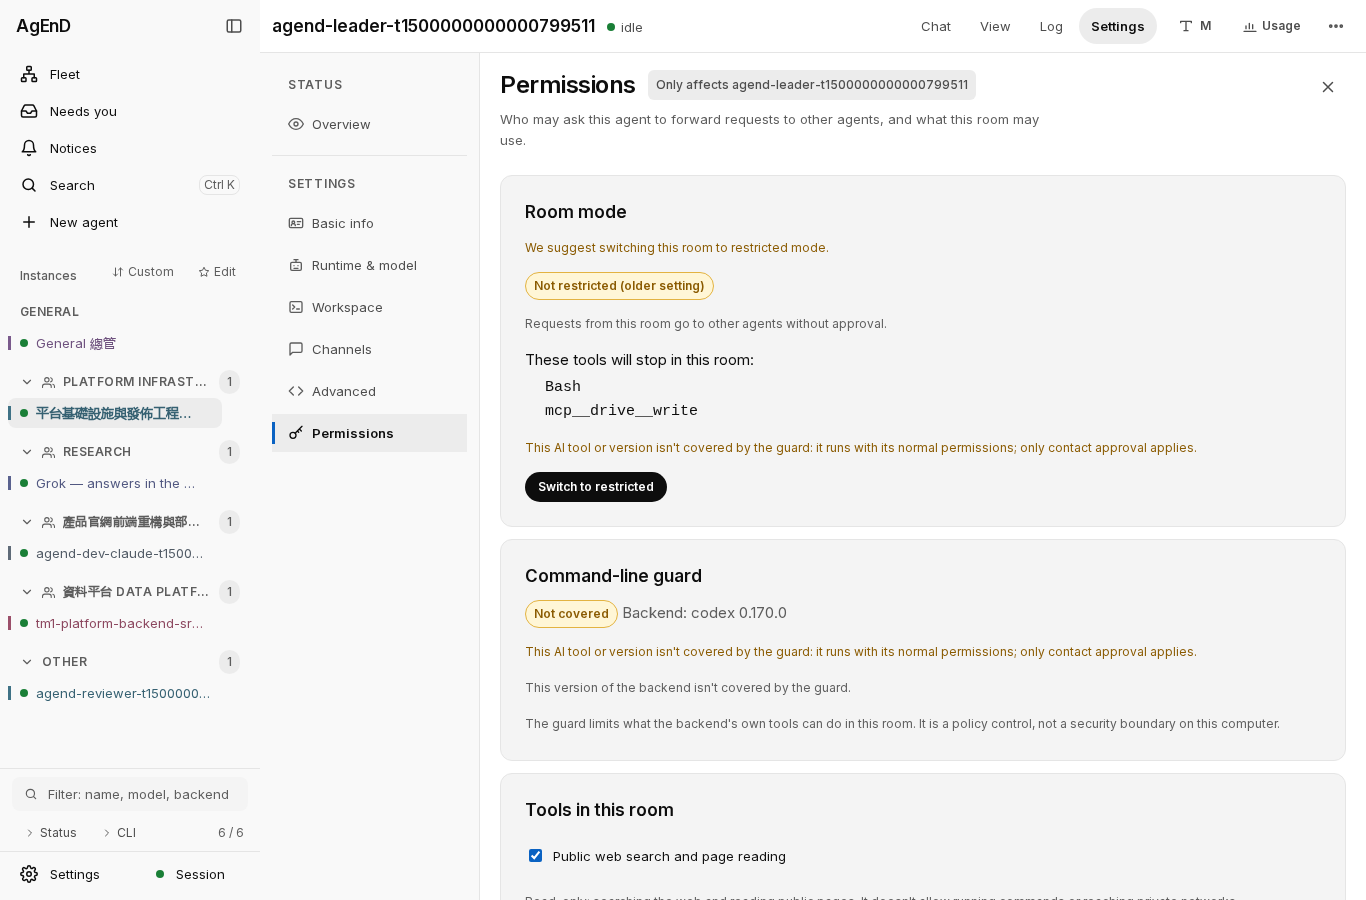 AgEnD
Fleet
Needs you
Notices
Search
Ctrl K
New agent
Instances
Custom
Edit
GENERAL
General 總管
PLATFORM INFRAST…
1
平台基礎設施與發佈工程…
RESEARCH
1
Grok — answers in the …
產品官網前端重構與部…
1
agend-dev-claude-t1500…
資料平台 DATA PLATF…
1
tm1-platform-backend-sr…
OTHER
1
agend-reviewer-t1500000…
Filter: name, model, backend
Status
CLI
6 / 6
Settings
Session
agend-leader-t1500000000000799511
idle
Chat
View
Log
Settings
M
Usage
STATUS
Overview
SETTINGS
Basic info
Runtime & model
Workspace
Channels
Advanced
Permissions
Permissions
Only affects agend-leader-t1500000000000799511
Who may ask this agent to forward requests to other agents, and what this room may
use.
Room mode
We suggest switching this room to restricted mode.
Not restricted (older setting)
Requests from this room go to other agents without approval.
These tools will stop in this room:
Bash
mcp__drive__write
This AI tool or version isn't covered by the guard: it runs with its normal permissions; only contact approval applies.
Switch to restricted
Command-line guard
Not covered
Backend: codex 0.170.0
This AI tool or version isn't covered by the guard: it runs with its normal permissions; only contact approval applies.
This version of the backend isn't covered by the guard.
The guard limits what the backend's own tools can do in this room. It is a policy control, not a security boundary on this computer.
Tools in this room
Public web search and page reading